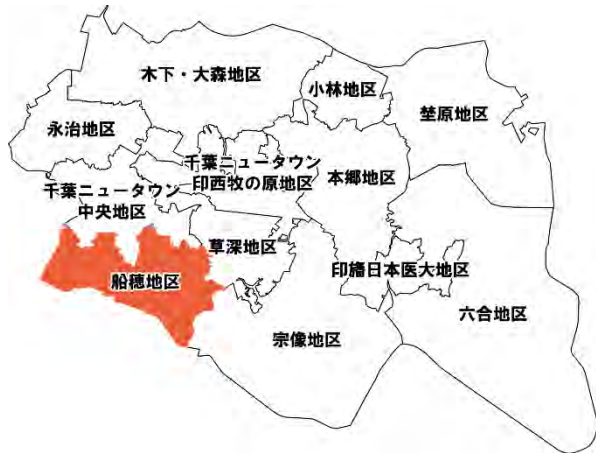 木下・大森地区
小林地区
埜原地区
永治地区
千葉ニュータウン
印西牧の原地区
本郷地区
千葉ニュータウン
中央地区
草深地区
印旛日本医大地区
船穂地区
六合地区
宗像地区